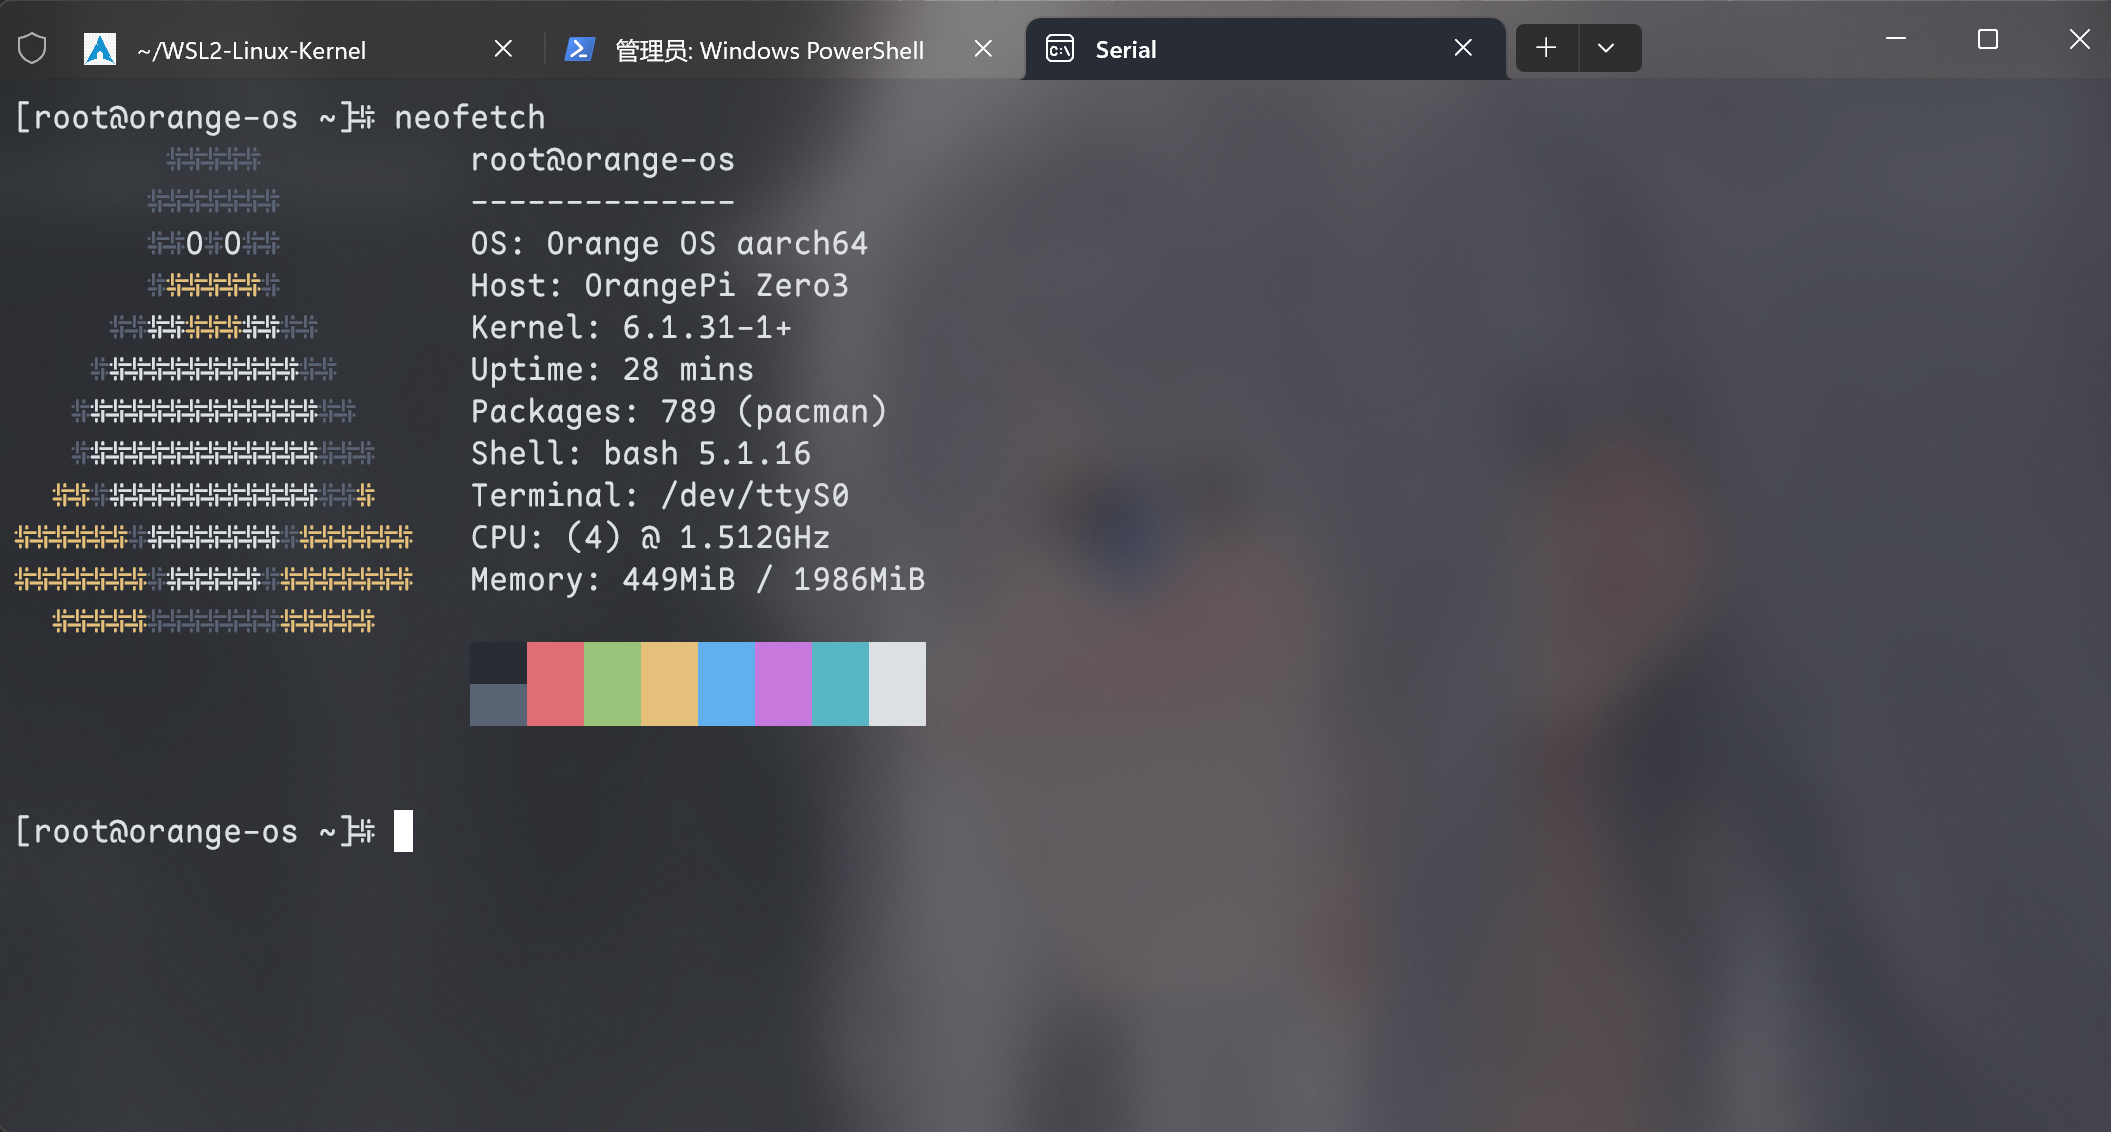 ~/WSL2-Linux-Kernel
管理员: Windows PowerShell
Serial
[root@orange-os ~]# neofetch
#####
root@orange-os
#######
--------------
##O#O##
OS: Orange OS aarch64
#######
Host: OrangePi Zero3
###########
Kernel: 6.1.31-1+
#############
Uptime: 28 mins
###############
Packages: 789 (pacman)
################
Shell: bash 5.1.16
#################
Terminal: /dev/ttyS0
#####################
CPU: (4) @ 1.512GHz
#####################
Memory: 449MiB / 1986MiB
#################
[root@orange-os ~]#